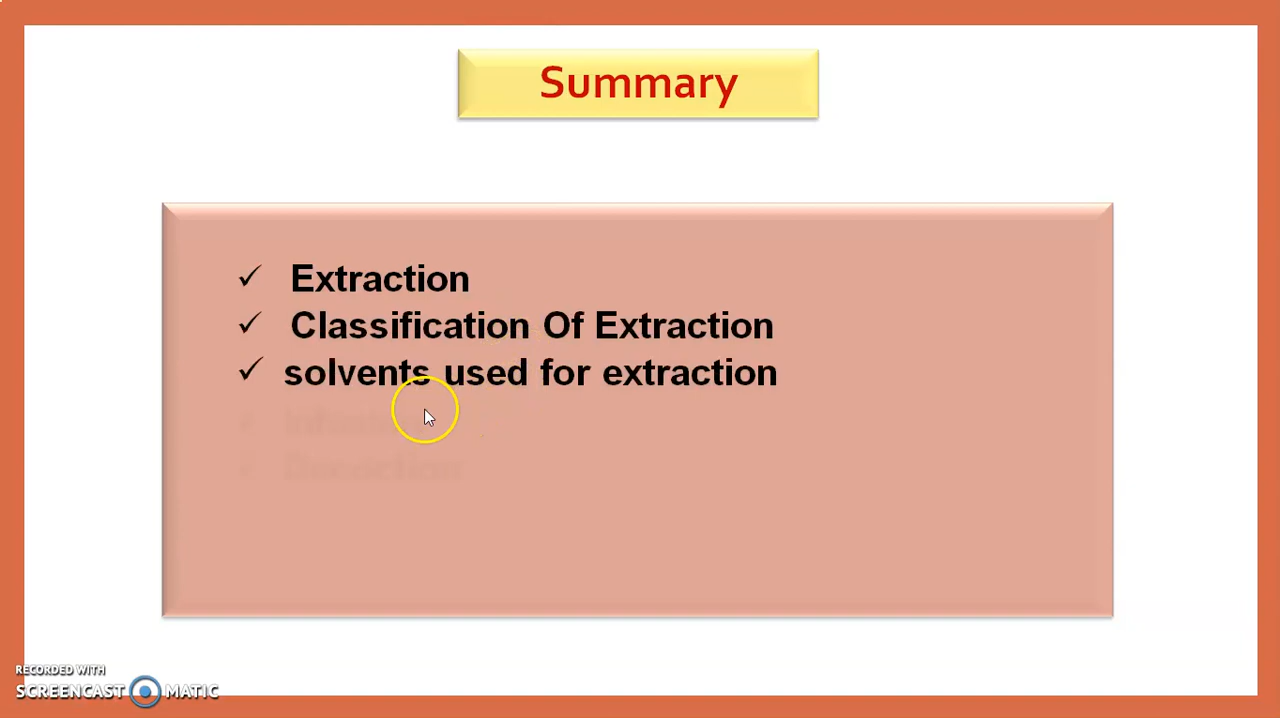 Summary
✓ Extraction
✓ Classification Of Extraction
✓ solvents used for extraction
RECORDED WITH
SCREENCAST MATIC